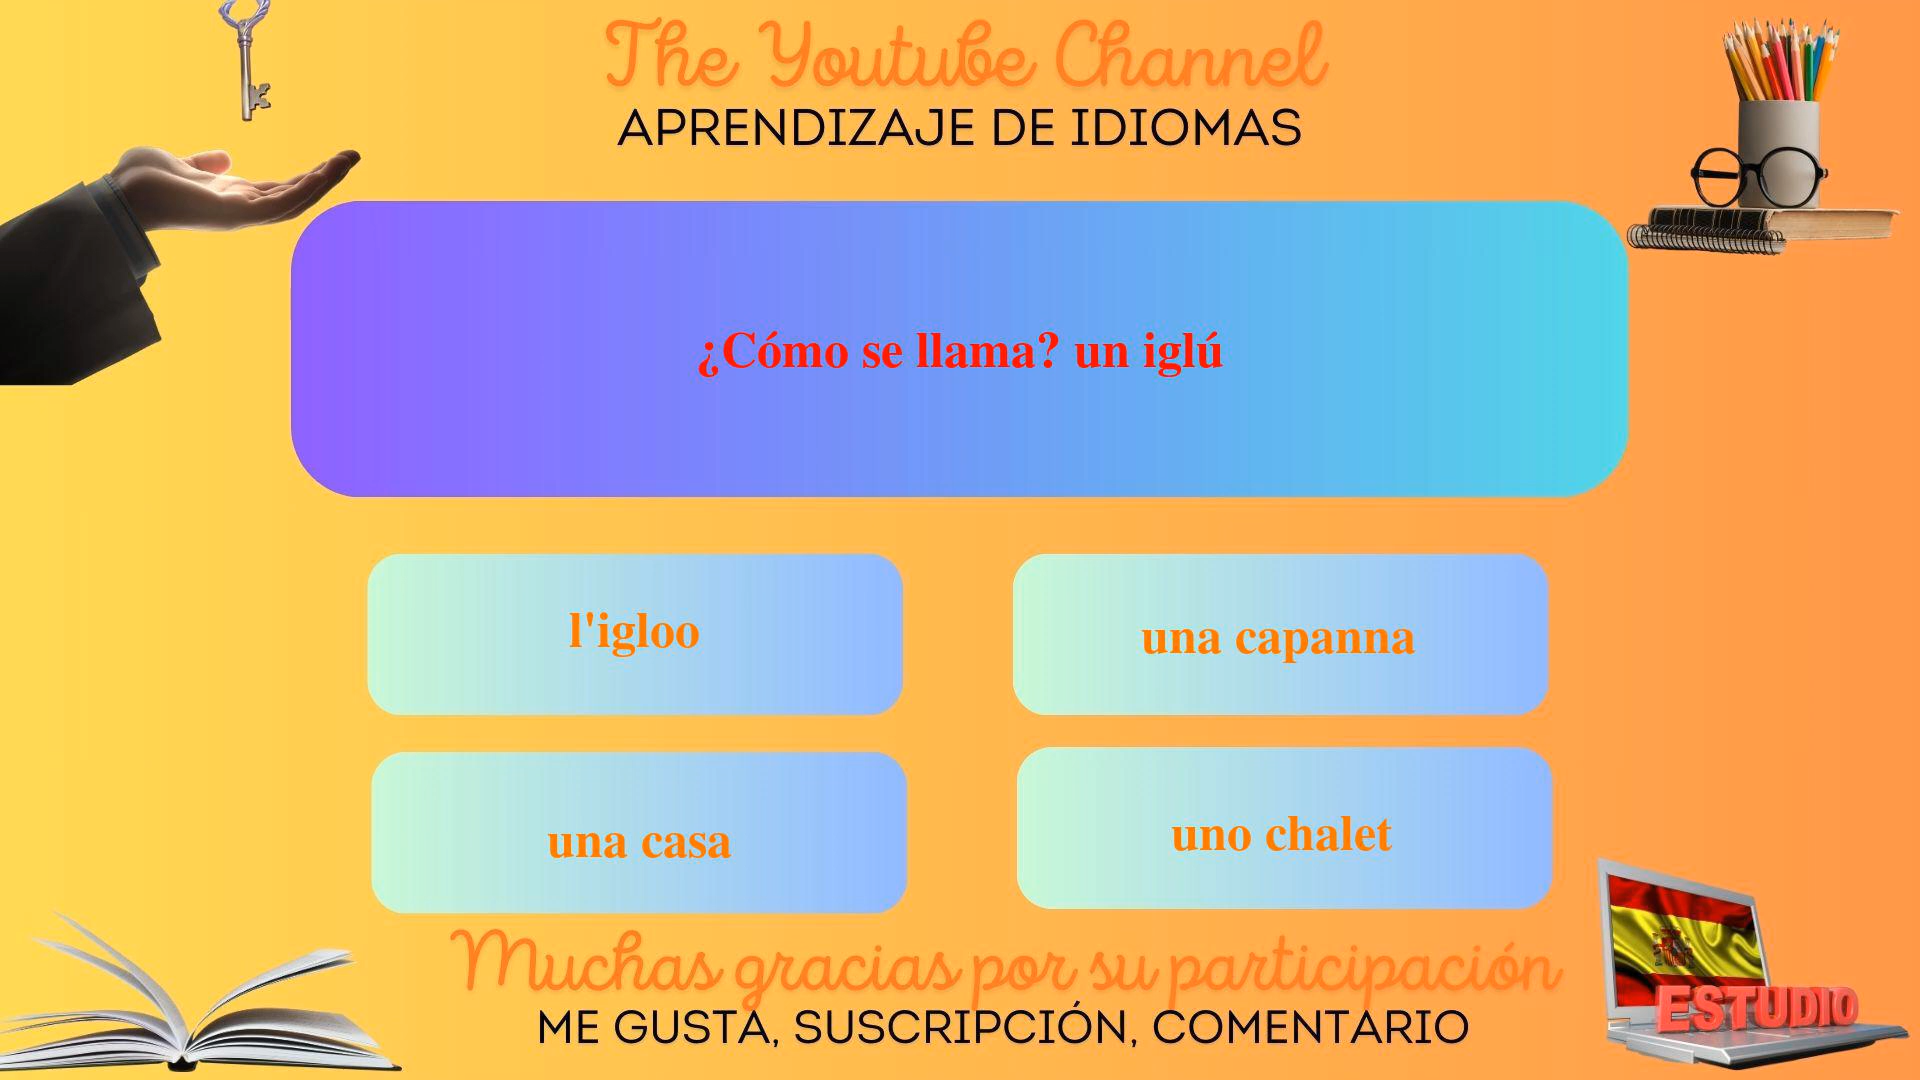 The Youtube Channel
APRENDIZAJE DE IDIOMAS
¿Cómo se llama? un iglú
l'igloo
una capanna
una casa
uno chalet
Muchas gracias por su participación
ME GUSTA, SUSCRIPCIÓN, COMENTARIO
ESTUDIO